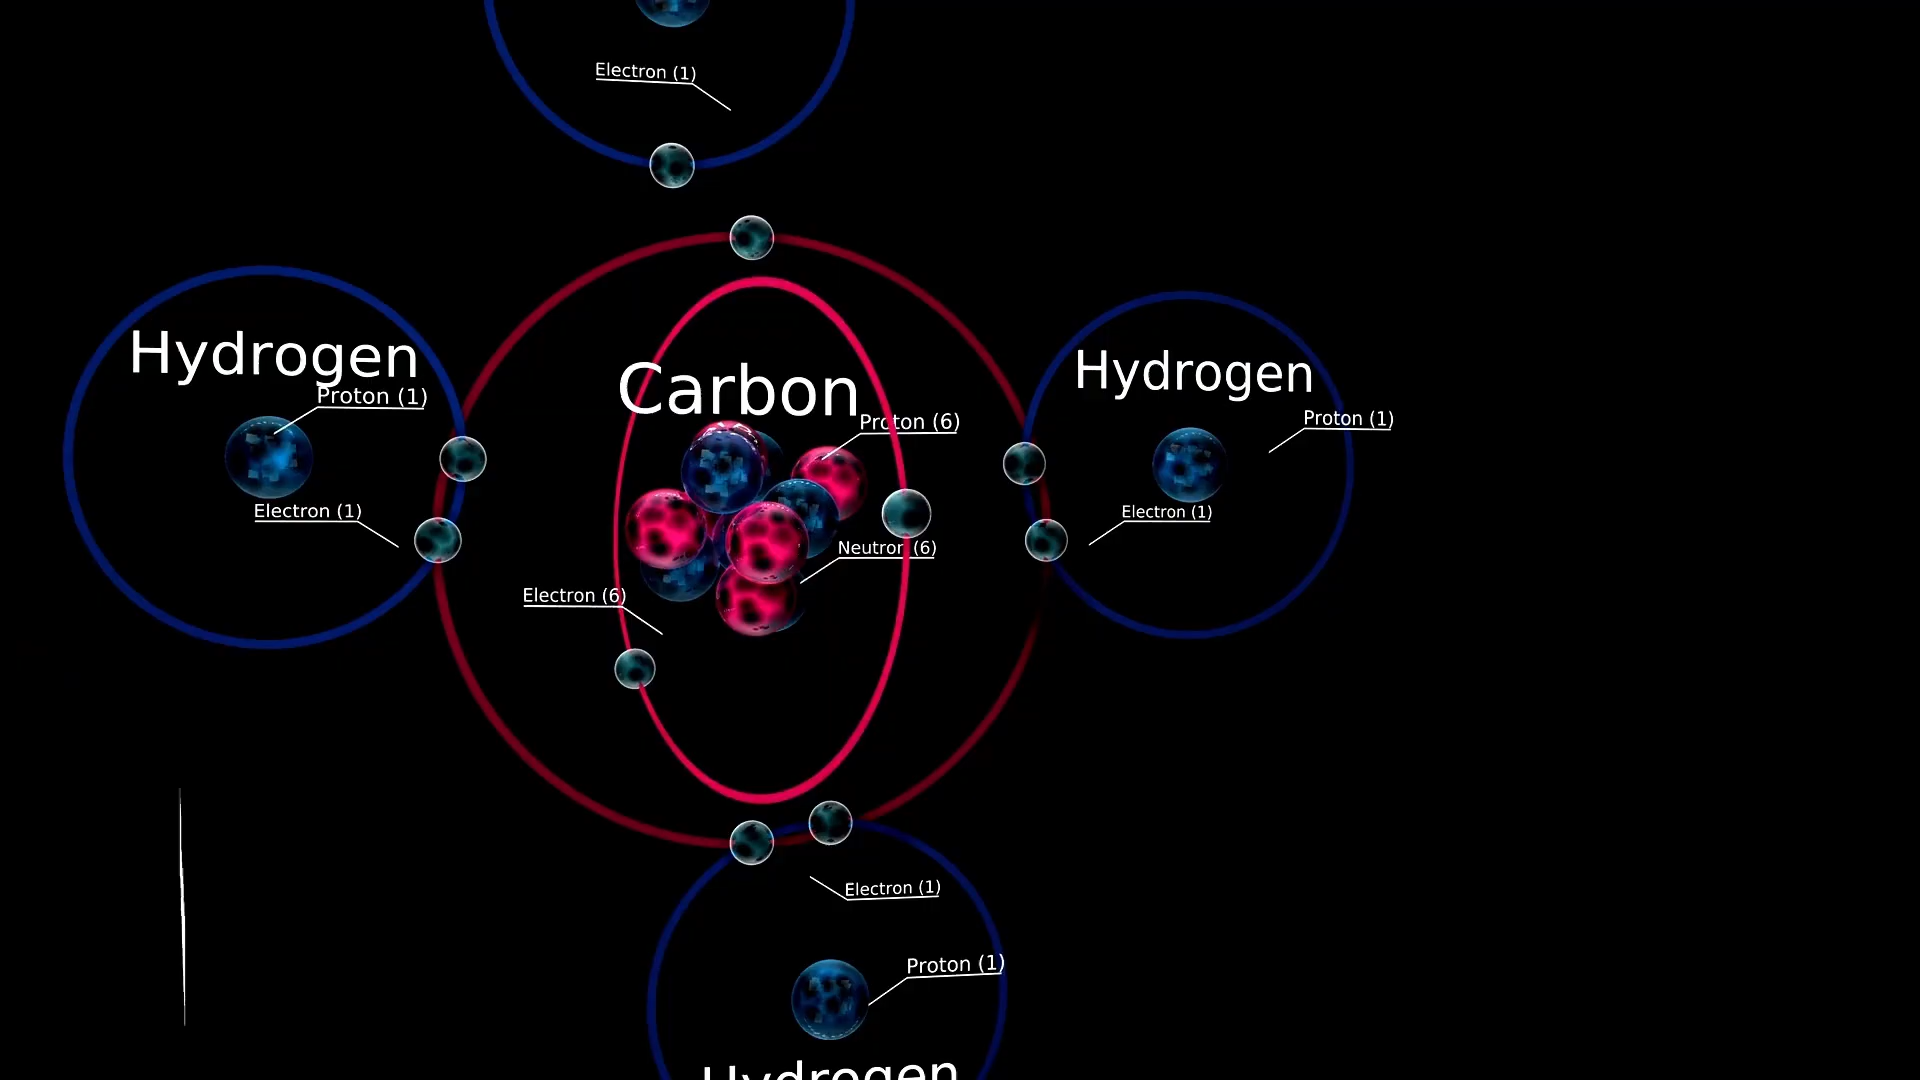 Electron (1)
Hydrogen
Proton (1)
Electron (1)
Carbon
Proton (6)
Neutron (6)
Electron (6)
Hydrogen
Proton (1)
Electron (1)
Electron (1)
Proton (1)
Hydrogen